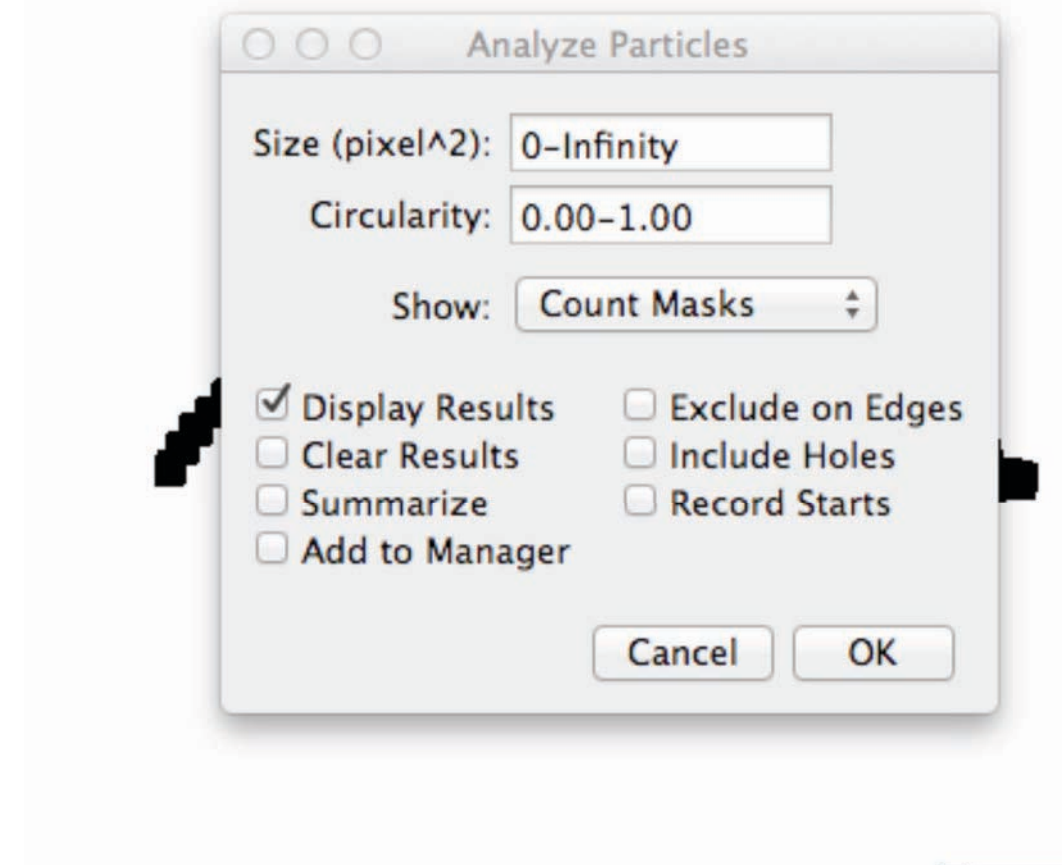 Analyze Particles
Size (pixel^2): 0-Infinity
Circularity: 0.00-1.00
Show: Count Masks
Display Results
Exclude on Edges
Clear Results
Include Holes
Summarize
Record Starts
Add to Manager
Cancel
OK